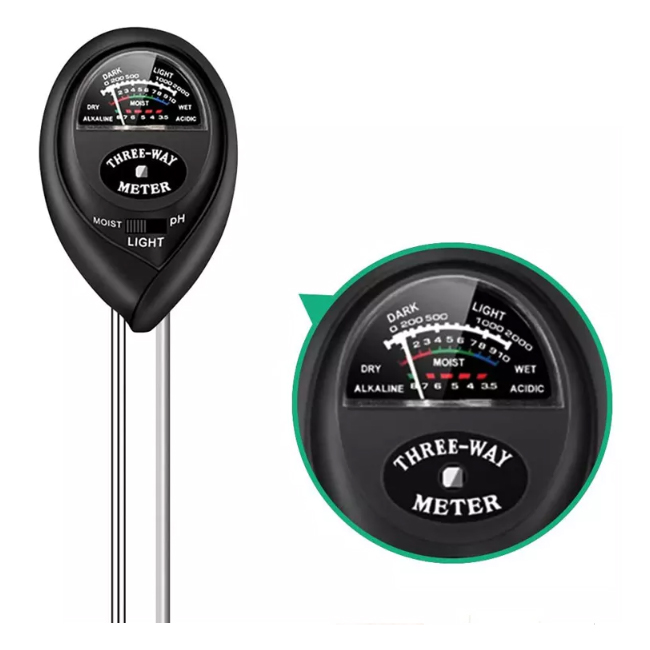 DARK LIGHT
0 200 500 1000 2000
2 3 4 5 6 7 8 9 10
DRY MOIST WET
ALKALINE 8 7 6 5 4 3.5 ACIDIC
THREE-WAY
METER
MOIST pH
LIGHT
DARK LIGHT
0 200 500 1000 2000
2 3 4 5 6 7 8 9 10
DRY MOIST WET
ALKALINE 8 7 6 5 4 3.5 ACIDIC
THREE-WAY
METER